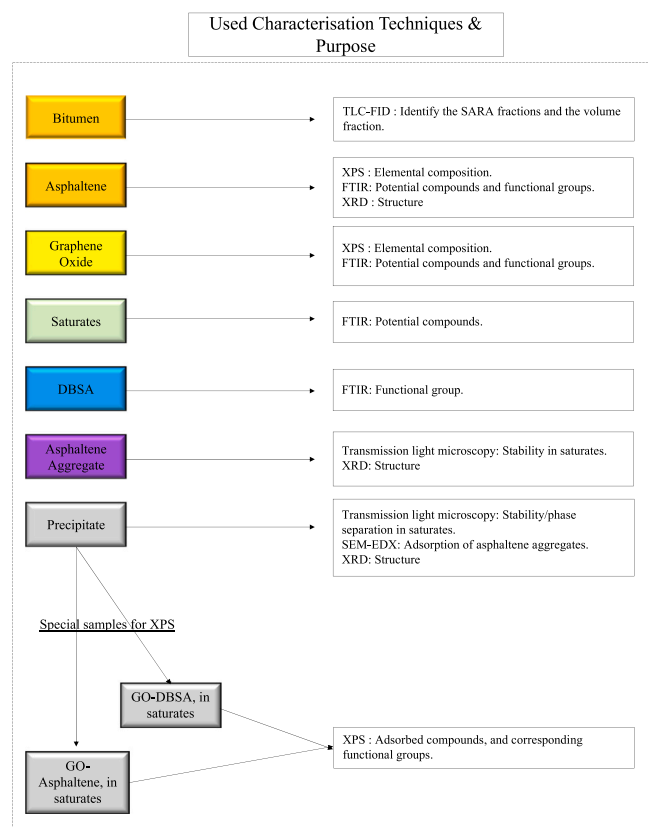 Used Characterisation Techniques &
Purpose
Bitumen
TLC-FID : Identify the SARA fractions and the volume
fraction.
Asphaltene
XPS : Elemental composition.
FTIR: Potential compounds and functional groups.
XRD : Structure
Graphene
Oxide
XPS : Elemental composition.
FTIR: Potential compounds and functional groups.
Saturates
FTIR: Potential compounds.
DBSA
FTIR: Functional group.
Asphaltene
Aggregate
Transmission light microscopy: Stability in saturates.
XRD: Structure
Precipitate
Transmission light microscopy: Stability/phase
separation in saturates.
SEM-EDX: Adsorption of asphaltene aggregates.
XRD: Structure
Special samples for XPS
GO-DBSA, in
saturates
XPS : Adsorbed compounds, and corresponding
functional groups.
GO-
Asphaltene, in
saturates